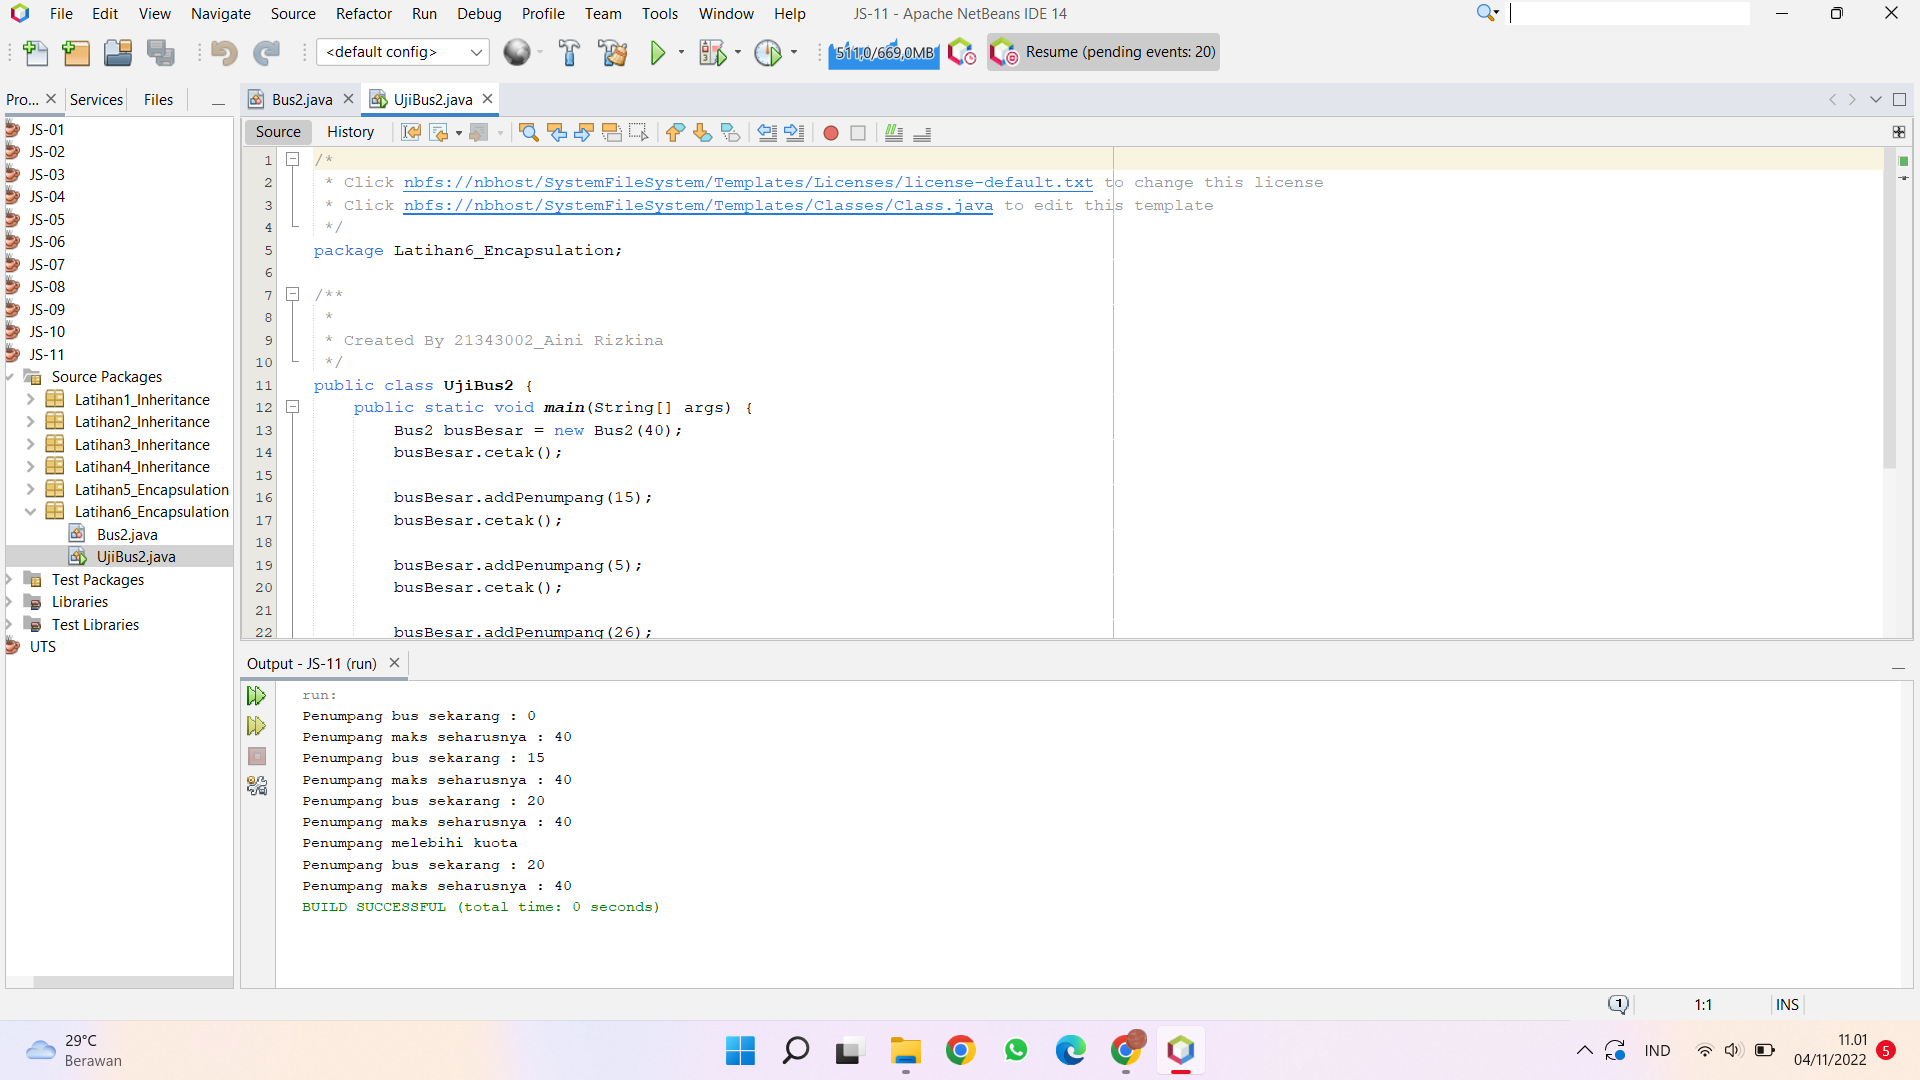 File Edit View Navigate Source Refactor Run Debug Profile Team Tools Window Help JS-11 - Apache NetBeans IDE 14
<default config> 511,0/669,0MB Resume (pending events: 20)
Pro... Services Files Bus2.java UjiBus2.java
Source History
JS-01
JS-02
JS-03
JS-04
JS-05
JS-06
JS-07
JS-08
JS-09
JS-10
JS-11
Source Packages
Latihan1_Inheritance
Latihan2_Inheritance
Latihan3_Inheritance
Latihan4_Inheritance
Latihan5_Encapsulation
Latihan6_Encapsulation
Bus2.java
UjiBus2.java
Test Packages
Libraries
Test Libraries
UTS
1 /*
2 * Click nbfs://nbhost/SystemFileSystem/Templates/Licenses/license-default.txt to change this license
3 * Click nbfs://nbhost/SystemFileSystem/Templates/Classes/Class.java to edit this template
4 */
5 package Latihan6_Encapsulation;
6
7 /**
8 *
9 * Created By 21343002_Aini Rizkina
10 */
11 public class UjiBus2 {
12 public static void main(String[] args) {
13 Bus2 busBesar = new Bus2(40);
14 busBesar.cetak();
15
16 busBesar.addPenumpang(15);
17 busBesar.cetak();
18
19 busBesar.addPenumpang(5);
20 busBesar.cetak();
21
22 busBesar.addPenumpang(26);
Output - JS-11 (run)
run:
Penumpang bus sekarang : 0
Penumpang maks seharusnya : 40
Penumpang bus sekarang : 15
Penumpang maks seharusnya : 40
Penumpang bus sekarang : 20
Penumpang maks seharusnya : 40
Penumpang melebihi kuota
Penumpang bus sekarang : 20
Penumpang maks seharusnya : 40
BUILD SUCCESSFUL (total time: 0 seconds)
1 1:1 INS
29°C
Berawan
IND
11.01
04/11/2022
5